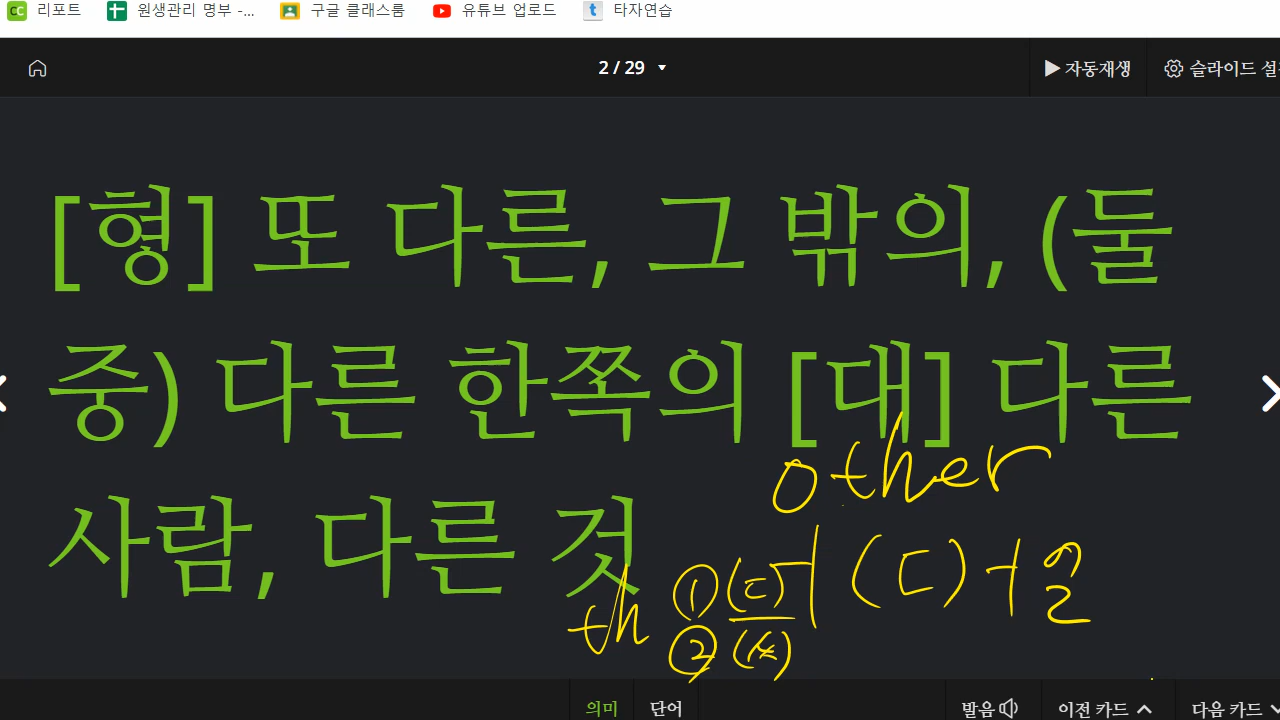 리포트 원생관리 명부 -... 구글 클래스룸 유튜브 업로드 타자연습
2 / 29 자동재생 슬라이드
[형] 또 다른, 그 밖의, (둘
중) 다른 한쪽의 [대] 다른
사람, 다른 것
other
th ① (ㄷ)
②
(ㄷ)
의미 단어 발음 이전 카드 다음 카드